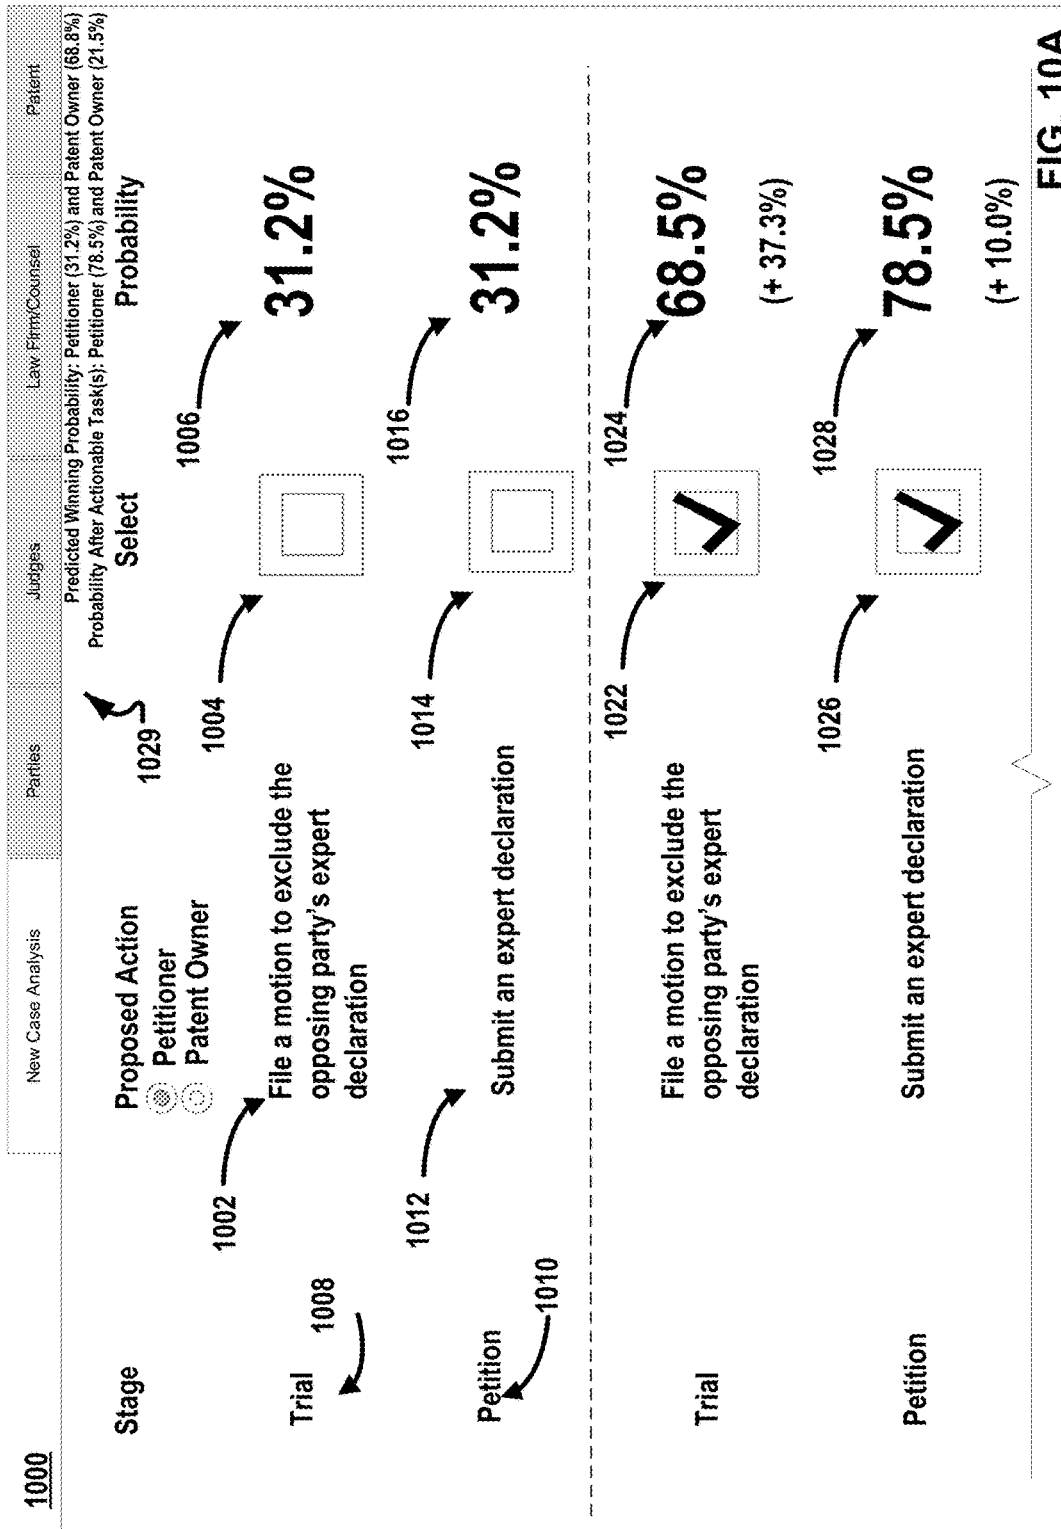 1000
New Case Analysis
Parties
Judges
Law Firm/Counsel
Patent
Predicted Winning Probability: Petitioner (31.2%) and Patent Owner (68.8%)
Probability After Actionable Task(s): Petitioner (78.5%) and Patent Owner (21.5%)
1029
Stage
Proposed Action
Select
Probability
Petitioner
Patent Owner
1002
1004
1006
Trial
File a motion to exclude the
opposing party's expert
declaration
31.2%
1008
1012
1014
1016
Petition
Submit an expert declaration
31.2%
1010
1022
1024
Trial
File a motion to exclude the
opposing party's expert
declaration
68.5%
(+ 37.3%)
1026
1028
Petition
Submit an expert declaration
78.5%
(+ 10.0%)
FIG. 10A